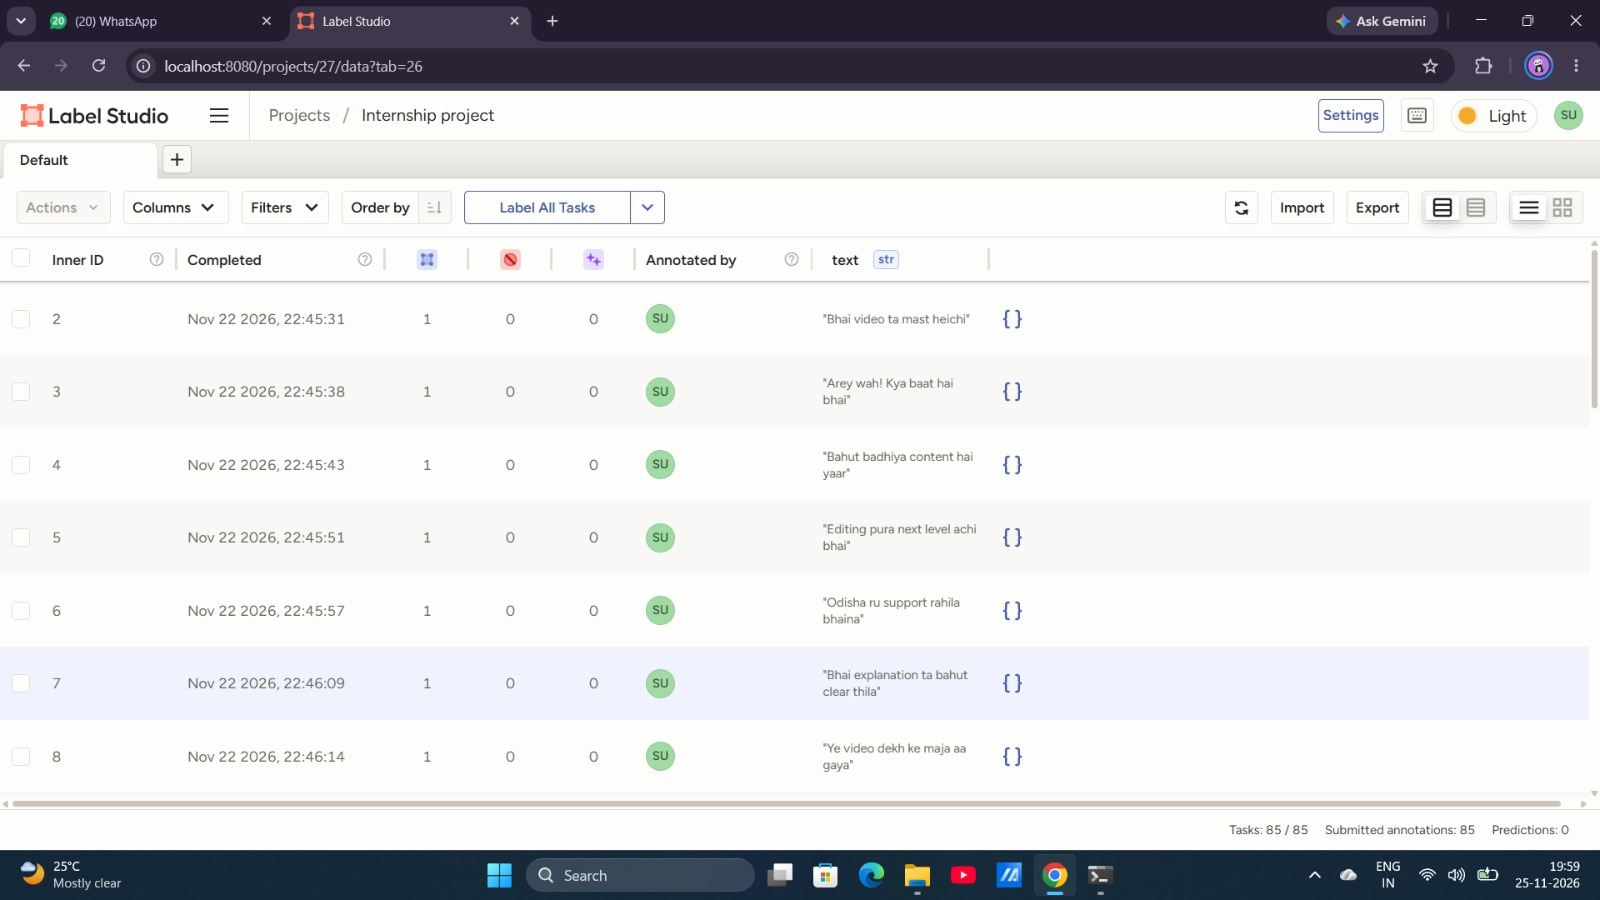 20 (20) WhatsApp
Label Studio
Ask Gemini
localhost:8080/projects/27/data?tab=26
Label Studio
Projects / Internship project
Settings
Light
SU
Default
Actions
Columns
Filters
Order by
Label All Tasks
Import
Export
Inner ID
Completed
Annotated by
text str
2 Nov 22 2026, 22:45:31 1 0 0 SU "Bhai video ta mast heichi" {}
3 Nov 22 2026, 22:45:38 1 0 0 SU "Arey wah! Kya baat hai
bhai" {}
4 Nov 22 2026, 22:45:43 1 0 0 SU "Bahut badhiya content hai
yaar" {}
5 Nov 22 2026, 22:45:51 1 0 0 SU "Editing pura next level achi
bhai" {}
6 Nov 22 2026, 22:45:57 1 0 0 SU "Odisha ru support rahila
bhaina" {}
7 Nov 22 2026, 22:46:09 1 0 0 SU "Bhai explanation ta bahut
clear thila" {}
8 Nov 22 2026, 22:46:14 1 0 0 SU "Ye video dekh ke maja aa
gaya" {}
Tasks: 85 / 85 Submitted annotations: 85 Predictions: 0
25°C
Mostly clear
Search
ENG
IN
19:59
25-11-2026